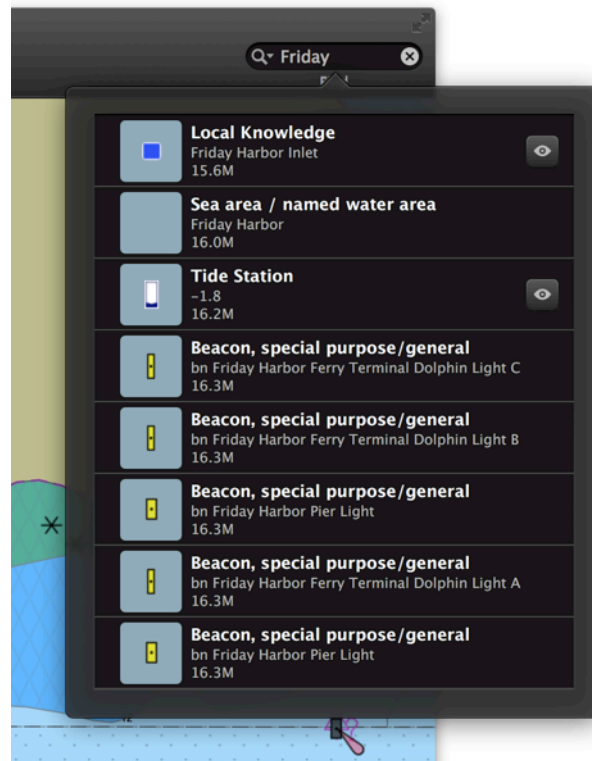 Friday
Local Knowledge
Friday Harbor Inlet
15.6M
Sea area / named water area
Friday Harbor
16.0M
Tide Station
-1.8
16.2M
Beacon, special purpose/general
bn Friday Harbor Ferry Terminal Dolphin Light C
16.3M
Beacon, special purpose/general
bn Friday Harbor Ferry Terminal Dolphin Light B
16.3M
Beacon, special purpose/general
bn Friday Harbor Pier Light
16.3M
Beacon, special purpose/general
bn Friday Harbor Ferry Terminal Dolphin Light A
16.3M
Beacon, special purpose/general
bn Friday Harbor Pier Light
16.3M
12